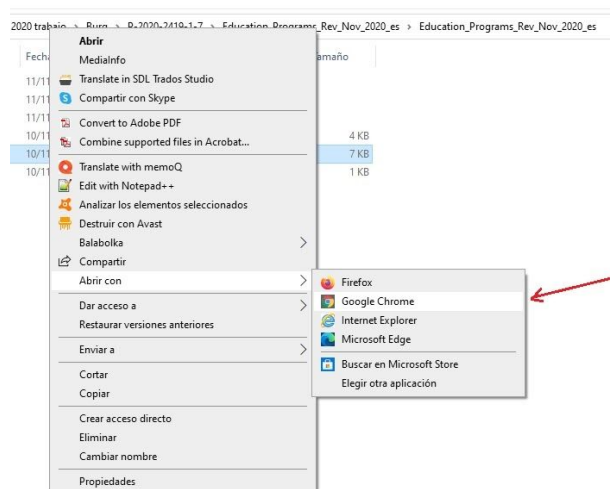 2020 trabajo > Burg > R-2020-2419-1-7 > Education_Programs_Rev_Nov_2020_es > Education_Programs_Rev_Nov_2020_es
Fech
amaño
11/11
11/11
11/11
10/11
4 KB
10/11
7 KB
10/11
1 KB
Abrir
MediaInfo
Translate in SDL Trados Studio
Compartir con Skype
Convert to Adobe PDF
Combine supported files in Acrobat...
Translate with memoQ
Edit with Notepad++
Analizar los elementos seleccionados
Destruir con Avast
Balabolka
Compartir
Abrir con
Dar acceso a
Restaurar versiones anteriores
Enviar a
Cortar
Copiar
Crear acceso directo
Eliminar
Cambiar nombre
Propiedades
Firefox
Google Chrome
Internet Explorer
Microsoft Edge
Buscar en Microsoft Store
Elegir otra aplicación